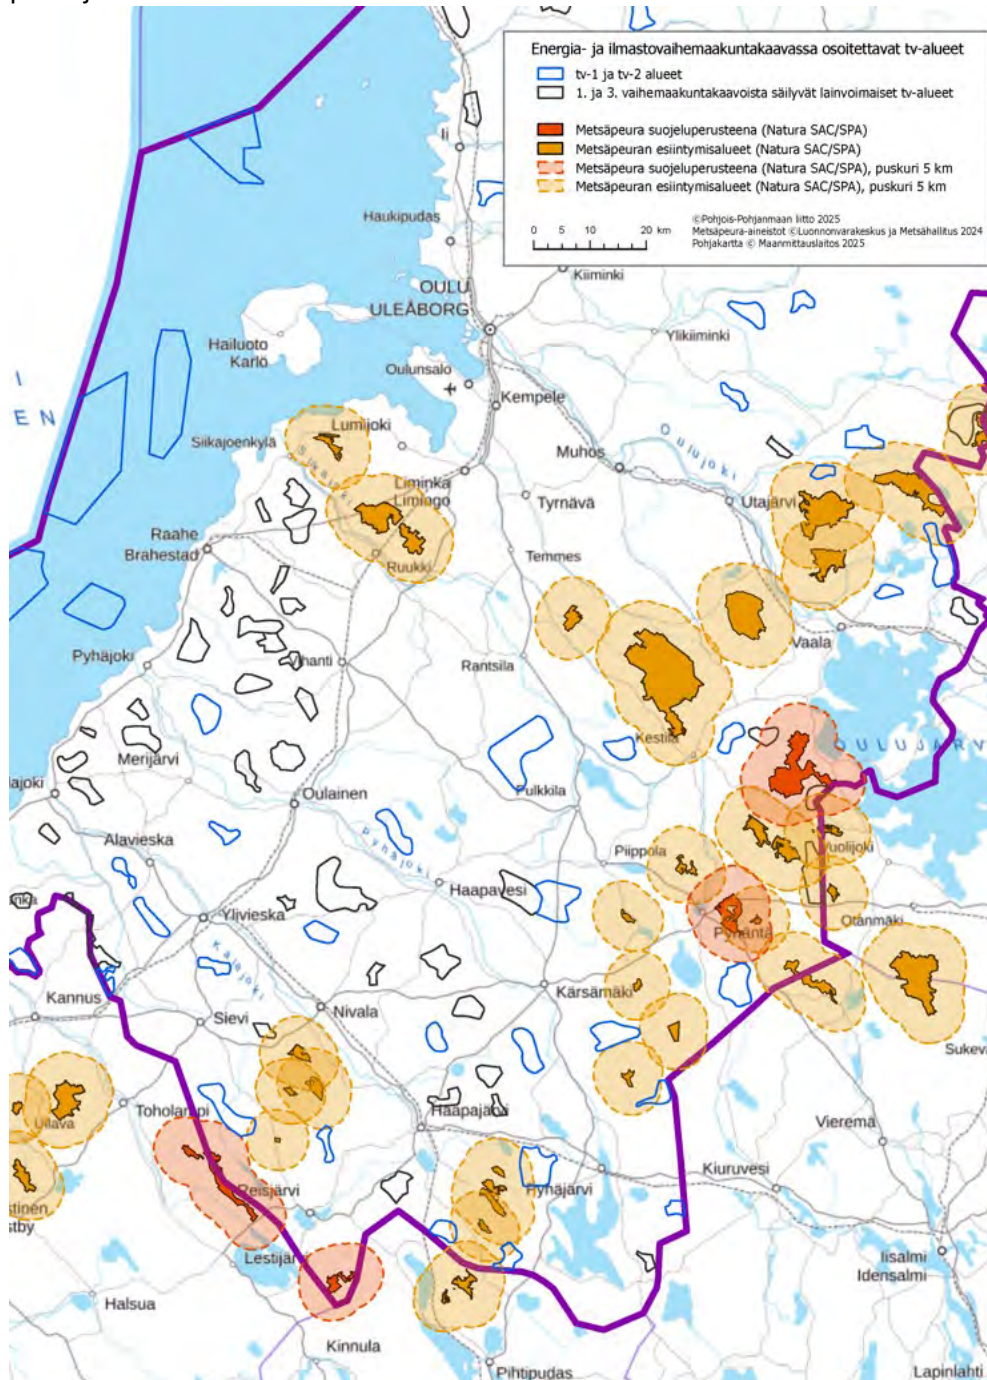 Energia- ja ilmastovaihemaakuntakaavassa osoitettavat tv-alueet
tv-1 ja tv-2 alueet
1. ja 3. vaihemaakuntakaavoista säilyvät lainvoimaiset tv-alueet
Metsäpeura suojeluperusteena (Natura SAC/SPA)
Metsäpeuran esiintymisalueet (Natura SAC/SPA)
Metsäpeura suojeluperusteena (Natura SAC/SPA), puskuri 5 km
Metsäpeuran esiintymisalueet (Natura SAC/SPA), puskuri 5 km
0 5 10 20 km
©Pohjois-Pohjanmaan liitto 2025
Metsäpeura-aineistot ©Luonnonvarakeskus ja Metsähallitus 2024
Pohjakartta © Maanmittauslaitos 2025
Ii
Haukipudas
Kiiminki
OULU
ULEÅBORG
Ylikiiminki
Hailuoto
Karlö
Oulunsalo
I
E N
Kempele
Lumijoki
Siikajoenkylä
Siikajoki
Oulujoki
Muhos
Liminka
Limingo
Tyrnävä
Utajärvi
Raahe
Brahestad
Ruukki
Temmes
Vaala
Pyhäjoki
Vihanti
Rantsila
Kestilä
OULUJÄRV
Merijärvi
lajoki
Oulainen
Pulkkila
Alavieska
Pyhäjoki
Piippola
Vuolijoki
Haapavesi
Ylivieska
Pyhäntä
Otanmäki
Kalajoki
Kannus
Nivala
Kärsämäki
Sievi
Sukeva
Toholampi
Ullava
Haapajärvi
Vieremä
Reisjärvi
Pyhäjärvi
Kiuruvesi
tinen
stby
Lestijärvi
Iisalmi
Idensalmi
Halsua
Kinnula
Pihtipudas
Lapinlahti